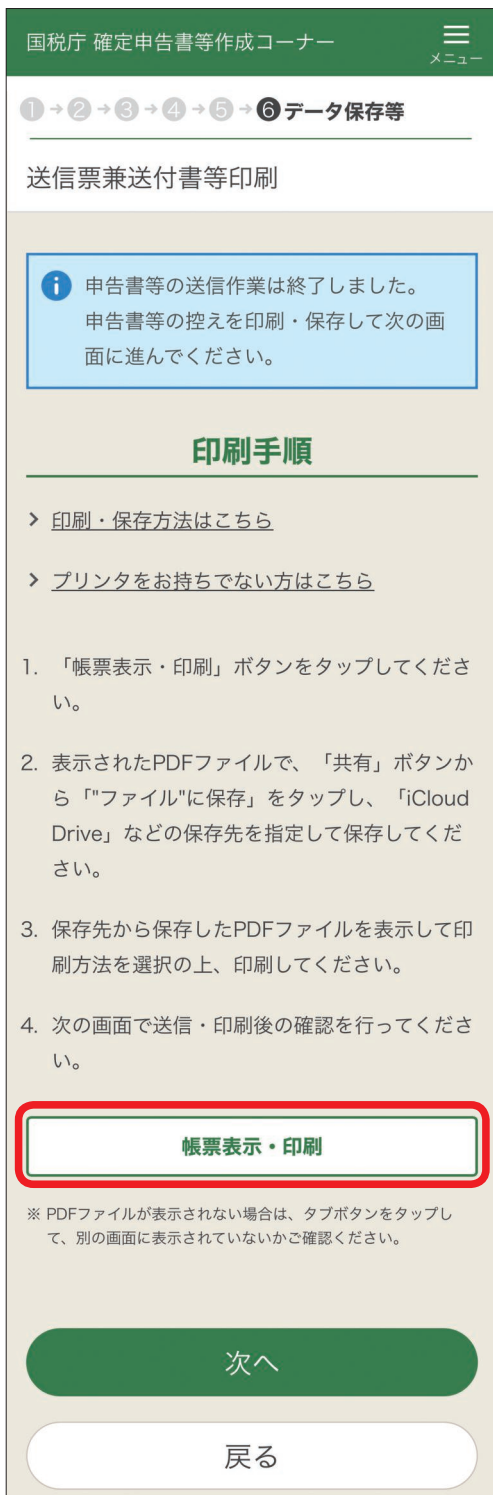 国税庁 確定申告書等作成コーナー
メニュー
1→2→3→4→5→6 データ保存等
送信票兼送付書等印刷
i 申告書等の送信作業は終了しました。
申告書等の控えを印刷・保存して次の画
面に進んでください。
印刷手順
> 印刷・保存方法はこちら
> プリンタをお持ちでない方はこちら
1. 「帳票表示・印刷」ボタンをタップしてくださ
い。
2. 表示されたPDFファイルで、「共有」ボタンか
ら「"ファイル"に保存」をタップし、「iCloud
Drive」などの保存先を指定して保存してくだ
さい。
3. 保存先から保存したPDFファイルを表示して印
刷方法を選択の上、印刷してください。
4. 次の画面で送信・印刷後の確認を行ってくださ
い。
帳票表示・印刷
※ PDFファイルが表示されない場合は、タブボタンをタップし
て、別の画面に表示されていないかご確認ください。
次へ
戻る